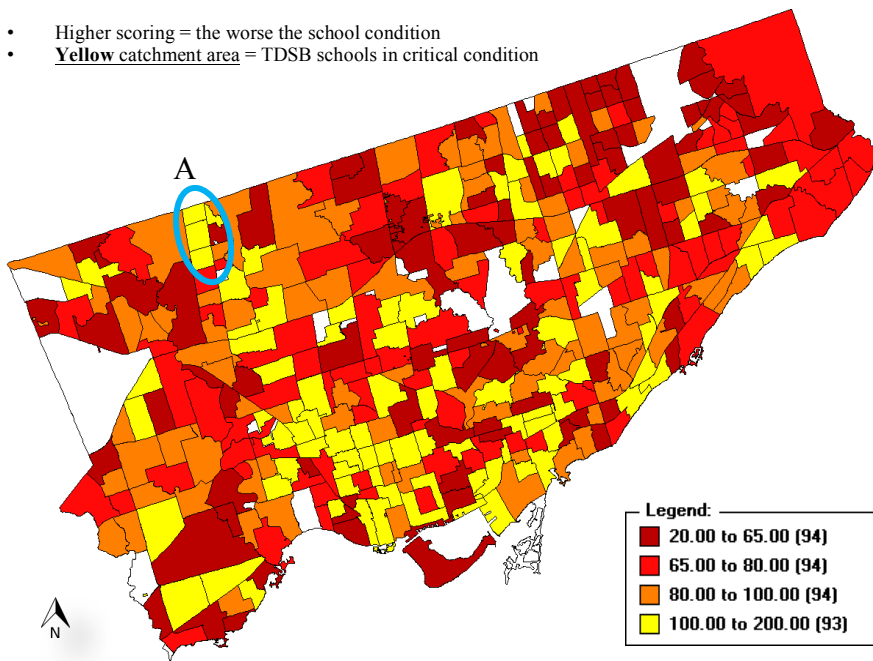 • Higher scoring = the worse the school condition
• Yellow catchment area = TDSB schools in critical condition
A
Legend:
20.00 to 65.00 (94)
65.00 to 80.00 (94)
80.00 to 100.00 (94)
100.00 to 200.00 (93)
N